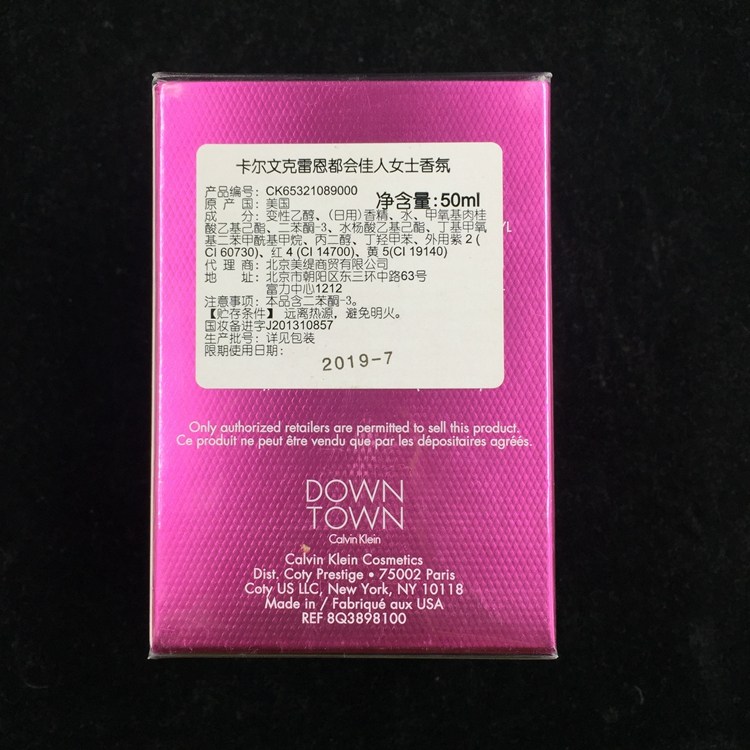 卡尔文克雷恩都会佳人女士香氛
产品编号: CK65321089000
原 产 国: 美国 净含量:50ml
成 分: 变性乙醇、(日用)香精、水、甲氧基肉桂
酸乙基己酯、二苯酮-3、水杨酸乙基己酯、丁基甲氧
基二苯甲酰基甲烷、丙二醇、丁羟甲苯、外用紫 2 (
CI 60730)、红 4 (CI 14700)、黄 5(CI 19140)
代 理 商: 北京美缇商贸有限公司
地 址: 北京市朝阳区东三环中路63号
富力中心1212
注意事项: 本品含二苯酮-3。
【贮存条件】 远离热源，避免明火。
国妆备进字J201310857
生产批号: 详见包装
限期使用日期:
2019-7
YL
Only authorized retailers are permitted to sell this product.
Ce produit ne peut être vendu que par les dépositaires agréés.
DOWN
TOWN
Calvin Klein
Calvin Klein Cosmetics
Dist. Coty Prestige • 75002 Paris
Coty US LLC, New York, NY 10118
Made in / Fabriqué aux USA
REF 8Q3898100